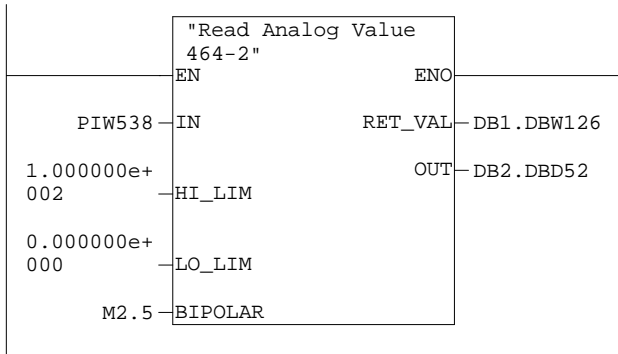 "Read Analog Value
464-2"
EN ENO
PIW538 IN RET_VAL DB1.DBW126
1.000000e+ OUT DB2.DBD52
002 HI_LIM
0.000000e+
000 LO_LIM
M2.5 BIPOLAR